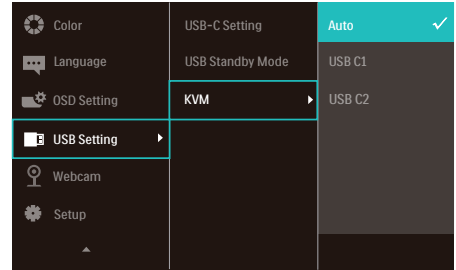 Color
Language
OSD Setting
USB Setting
Webcam
Setup
USB-C Setting
USB Standby Mode
KVM
Auto
USB C1
USB C2